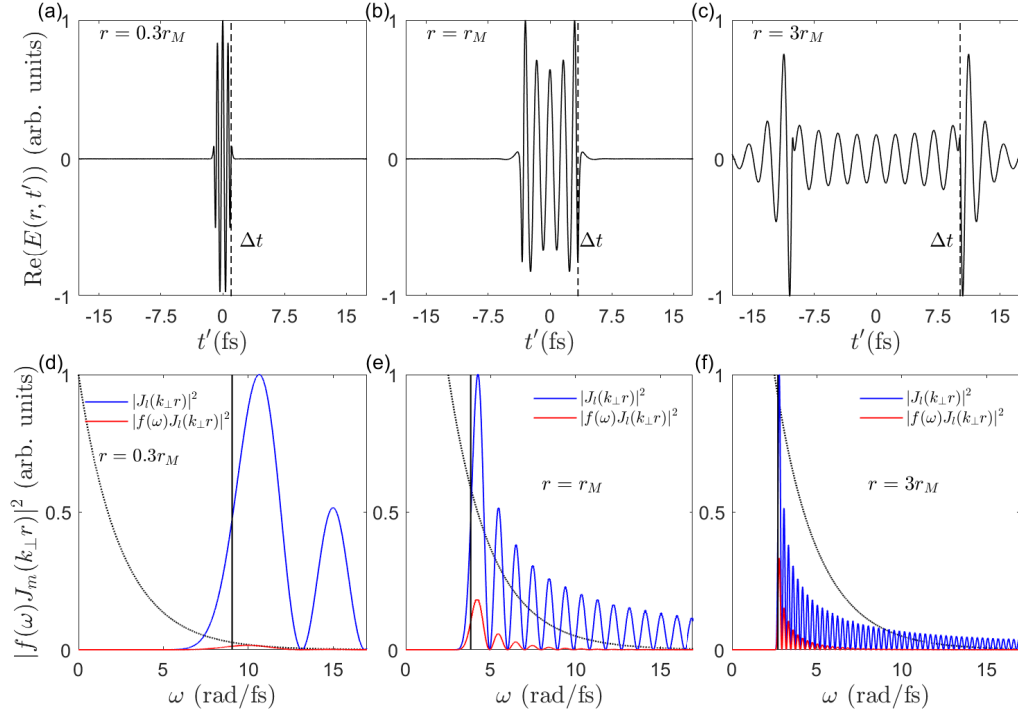 (a) (b) (c)
r = 0.3r_M
r = r_M
r = 3r_M
Re(E(r, t′)) (arb. units)
1
0
-1
Δt
-15 -7.5 0 7.5 15
t′(fs)
1
0
-1
Δt
-15 -7.5 0 7.5 15
t′(fs)
1
0
-1
Δt
-15 -7.5 0 7.5 15
t′(fs)
(d) (e) (f)
|f(ω)J_m(k_⊥r)|² (arb. units)
1
0.5
0
|J_l(k_⊥r)|²
|f(ω)J_l(k_⊥r)|²
r = 0.3r_M
0 5 10 15
ω (rad/fs)
1
0.5
0
|J_l(k_⊥r)|²
|f(ω)J_l(k_⊥r)|²
r = r_M
0 5 10 15
ω (rad/fs)
1
0.5
0
|J_l(k_⊥r)|²
|f(ω)J_l(k_⊥r)|²
r = 3r_M
0 5 10 15
ω (rad/fs)